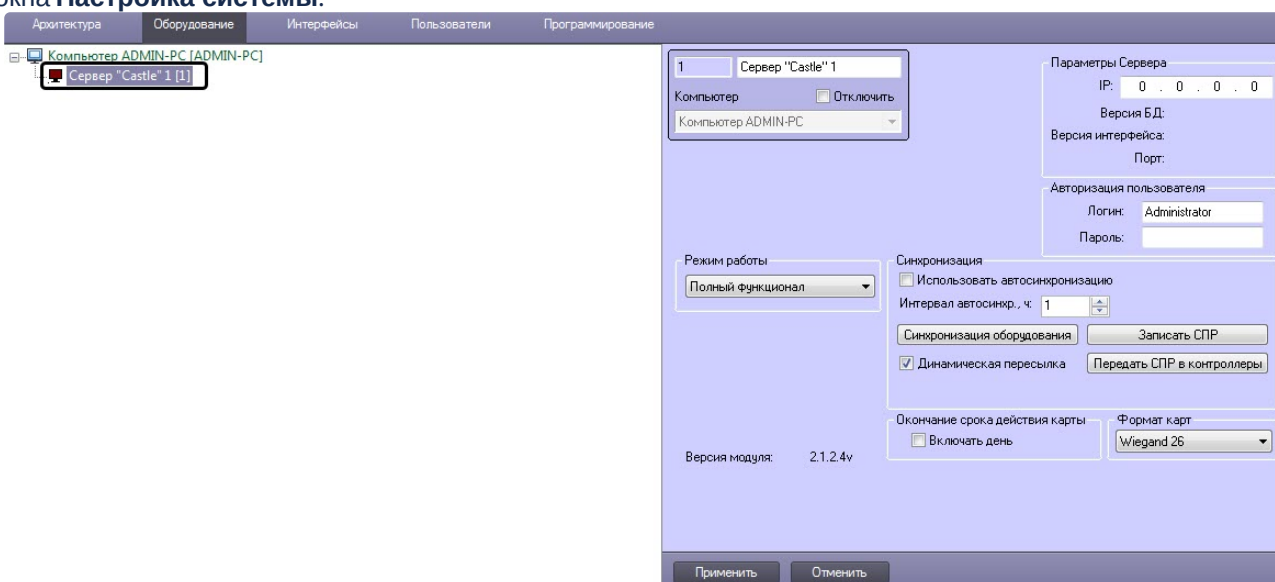 окна Настройка системы.
Архитектура Оборудование Интерфейсы Пользователи Программирование
Компьютер ADMIN-PC [ADMIN-PC]
Сервер "Castle" 1 [1]
1 Сервер "Castle" 1
Компьютер Отключить
Компьютер ADMIN-PC
Параметры Сервера
IP: 0 . 0 . 0 . 0
Версия БД:
Версия интерфейса:
Порт:
Авторизация пользователя
Логин: Administrator
Пароль:
Режим работы
Полный функционал
Синхронизация
Использовать автосинхронизацию
Интервал автосинхр., ч: 1
Синхронизация оборудования Записать СПР
Динамическая пересылка Передать СПР в контроллеры
Окончание срока действия карты
Включать день
Формат карт
Wiegand 26
Версия модуля: 2.1.2.4v
Применить Отменить